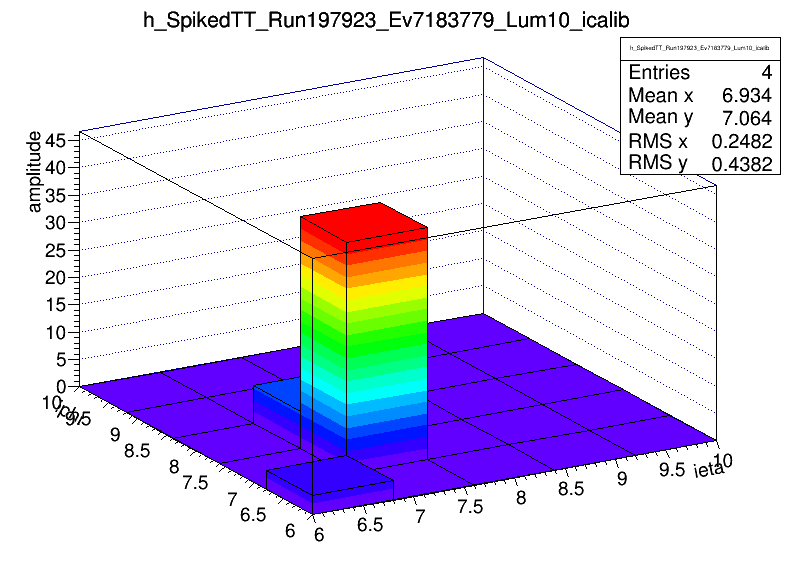 h_SpikedTT_Run197923_Ev7183779_Lum10_icalib
h_SpikedTT_Run197923_Ev7183779_Lum10_icalib
Entries 4
Mean x 6.934
Mean y 7.064
RMS x 0.2482
RMS y 0.4382
amplitude
45
40
35
30
25
20
15
10
5
0
iphi
10
9.5
9
8.5
8
7.5
7
6.5
6
6
6.5
7
7.5
8
8.5
9
9.5
10
ieta